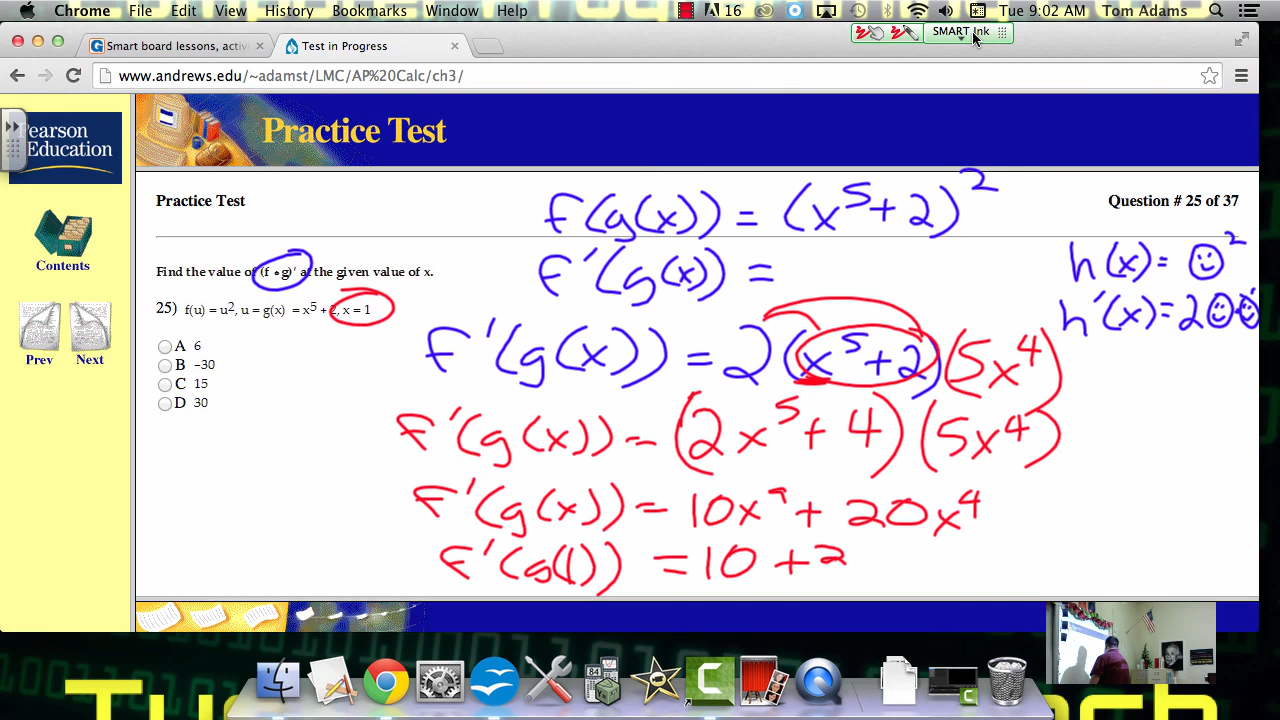 Chrome File Edit View History Bookmarks Window Help 16 Tue 9:02 AM Tom Adams
Smart board lessons, activ × Test in Progress ×
SMART Ink
www.andrews.edu/~adamst/LMC/AP%20Calc/ch3/
Pearson
Education
Practice Test
Contents
Prev Next
Practice Test
Question # 25 of 37
Find the value of (f ∘ g)′ at the given value of x.
25) f(u) = u², u = g(x) = x⁵ + 2, x = 1
A 6
B −30
C 15
D 30
f(g(x)) = (x⁵+2)²
f'(g(x)) =
h(x) = ☺²
h'(x) = 2☺☺'
f'(g(x)) = 2(x⁵+2)(5x⁴)
f'(g(x)) = (2x⁵+4)(5x⁴)
f'(g(x)) = 10x⁹ + 20x⁴
f'(g(1)) = 10 + 2